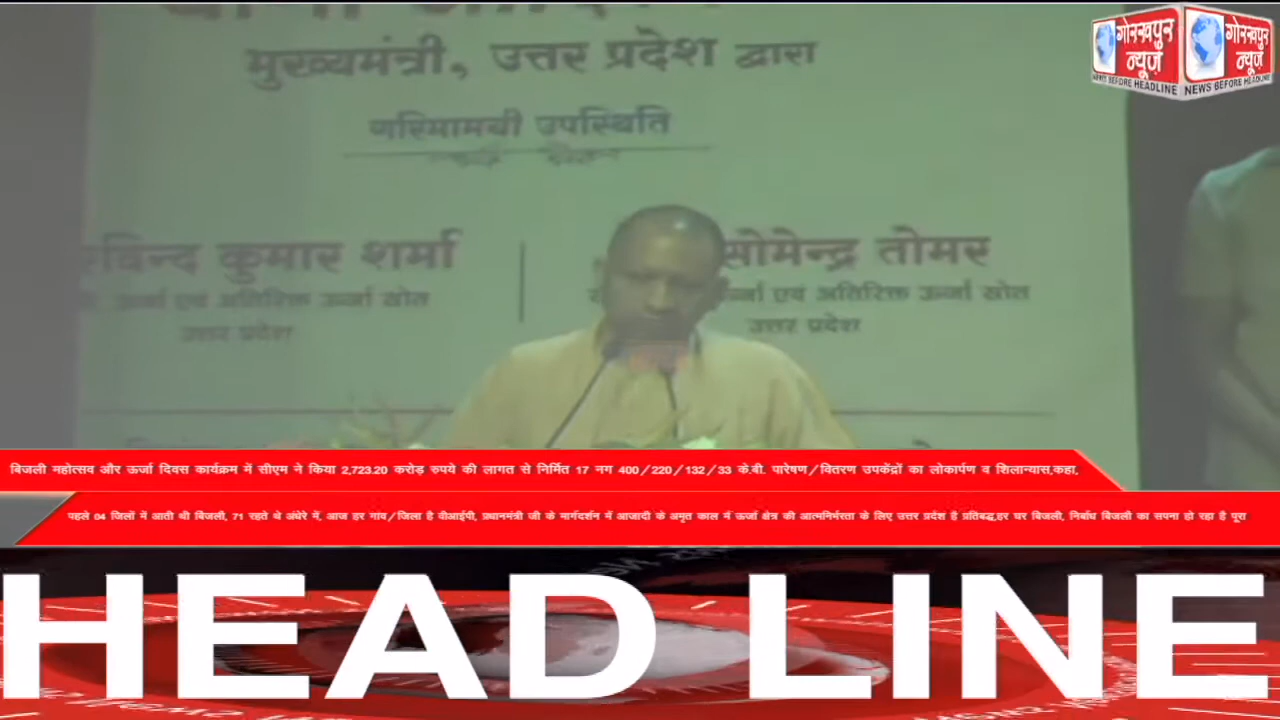 मुख्यमंत्री, उत्तर प्रदेश द्वारा
गोरखपुर न्यूज़ गोरखपुर न्यूज़
NEWS BEFORE HEADLINE NEWS BEFORE HEADLINE
गरिमामयी उपस्थिति
रविन्द कुमार शर्मा सोमेन्द्र तोमर
ऊर्जा एवं अतिरिक्त ऊर्जा स्रोत ऊर्जा एवं अतिरिक्त ऊर्जा स्रोत
उत्तर प्रदेश उत्तर प्रदेश
बिजली महोत्सव और ऊर्जा दिवस कार्यक्रम में सीएम ने किया 2,723.20 करोड़ रुपये की लागत से निर्मित 17 नग 400/220/132/33 के.वी. पारेषण/वितरण उपकेंद्रों का लोकार्पण व शिलान्यास,कहा,
पहले 04 जिलों में आती थी बिजली, 71 रहते थे अंधेरे में, आज हर गांव/जिला है वीआईपी, प्रधानमंत्री जी के मार्गदर्शन में आजादी के अमृत काल में ऊर्जा क्षेत्र की आत्मनिर्भरता के लिए उत्तर प्रदेश है प्रतिबद्ध,हर घर बिजली, निर्बाध बिजली का सपना हो रहा है पूरा
HEAD LINE